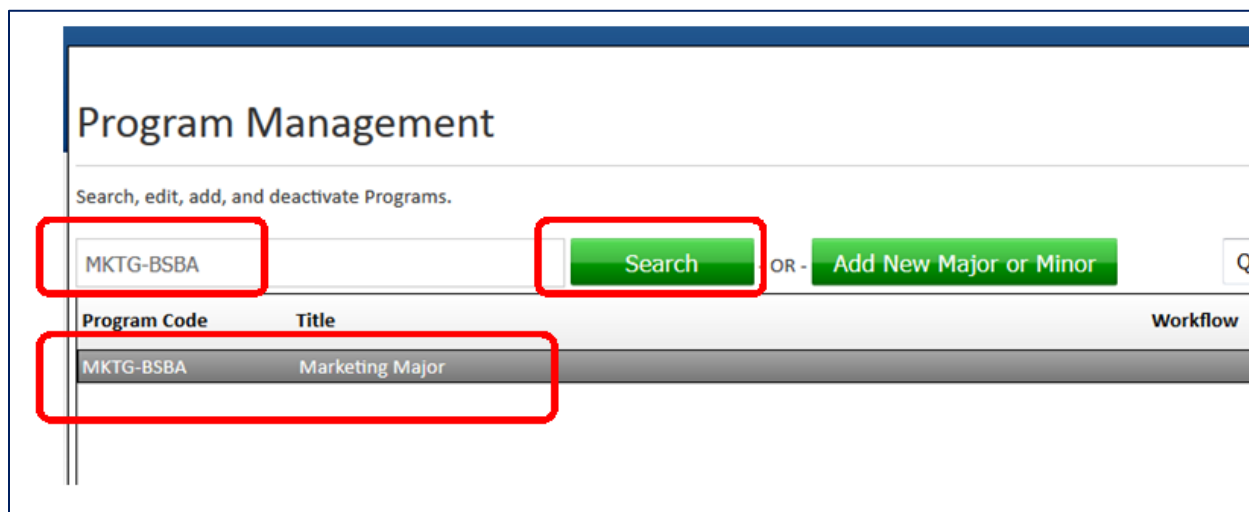 Program Management
Search, edit, add, and deactivate Programs.
MKTG-BSBA Search - OR - Add New Major or Minor Q
Program Code Title Workflow
MKTG-BSBA Marketing Major